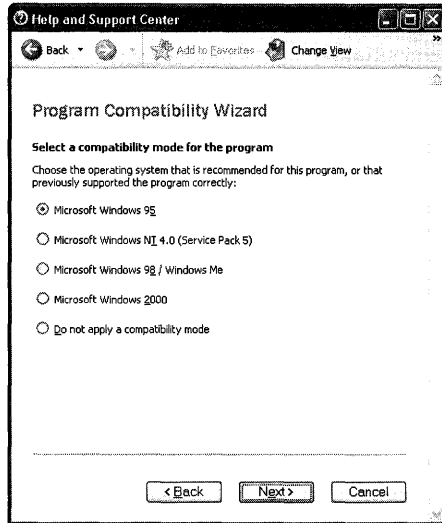 Help and Support Center
Back Add to Favorites Change View
»
Program Compatibility Wizard
Select a compatibility mode for the program
Choose the operating system that is recommended for this program, or that
previously supported the program correctly:
Microsoft Windows 95
Microsoft Windows NT 4.0 (Service Pack 5)
Microsoft Windows 98 / Windows Me
Microsoft Windows 2000
Do not apply a compatibility mode
< Back Next > Cancel